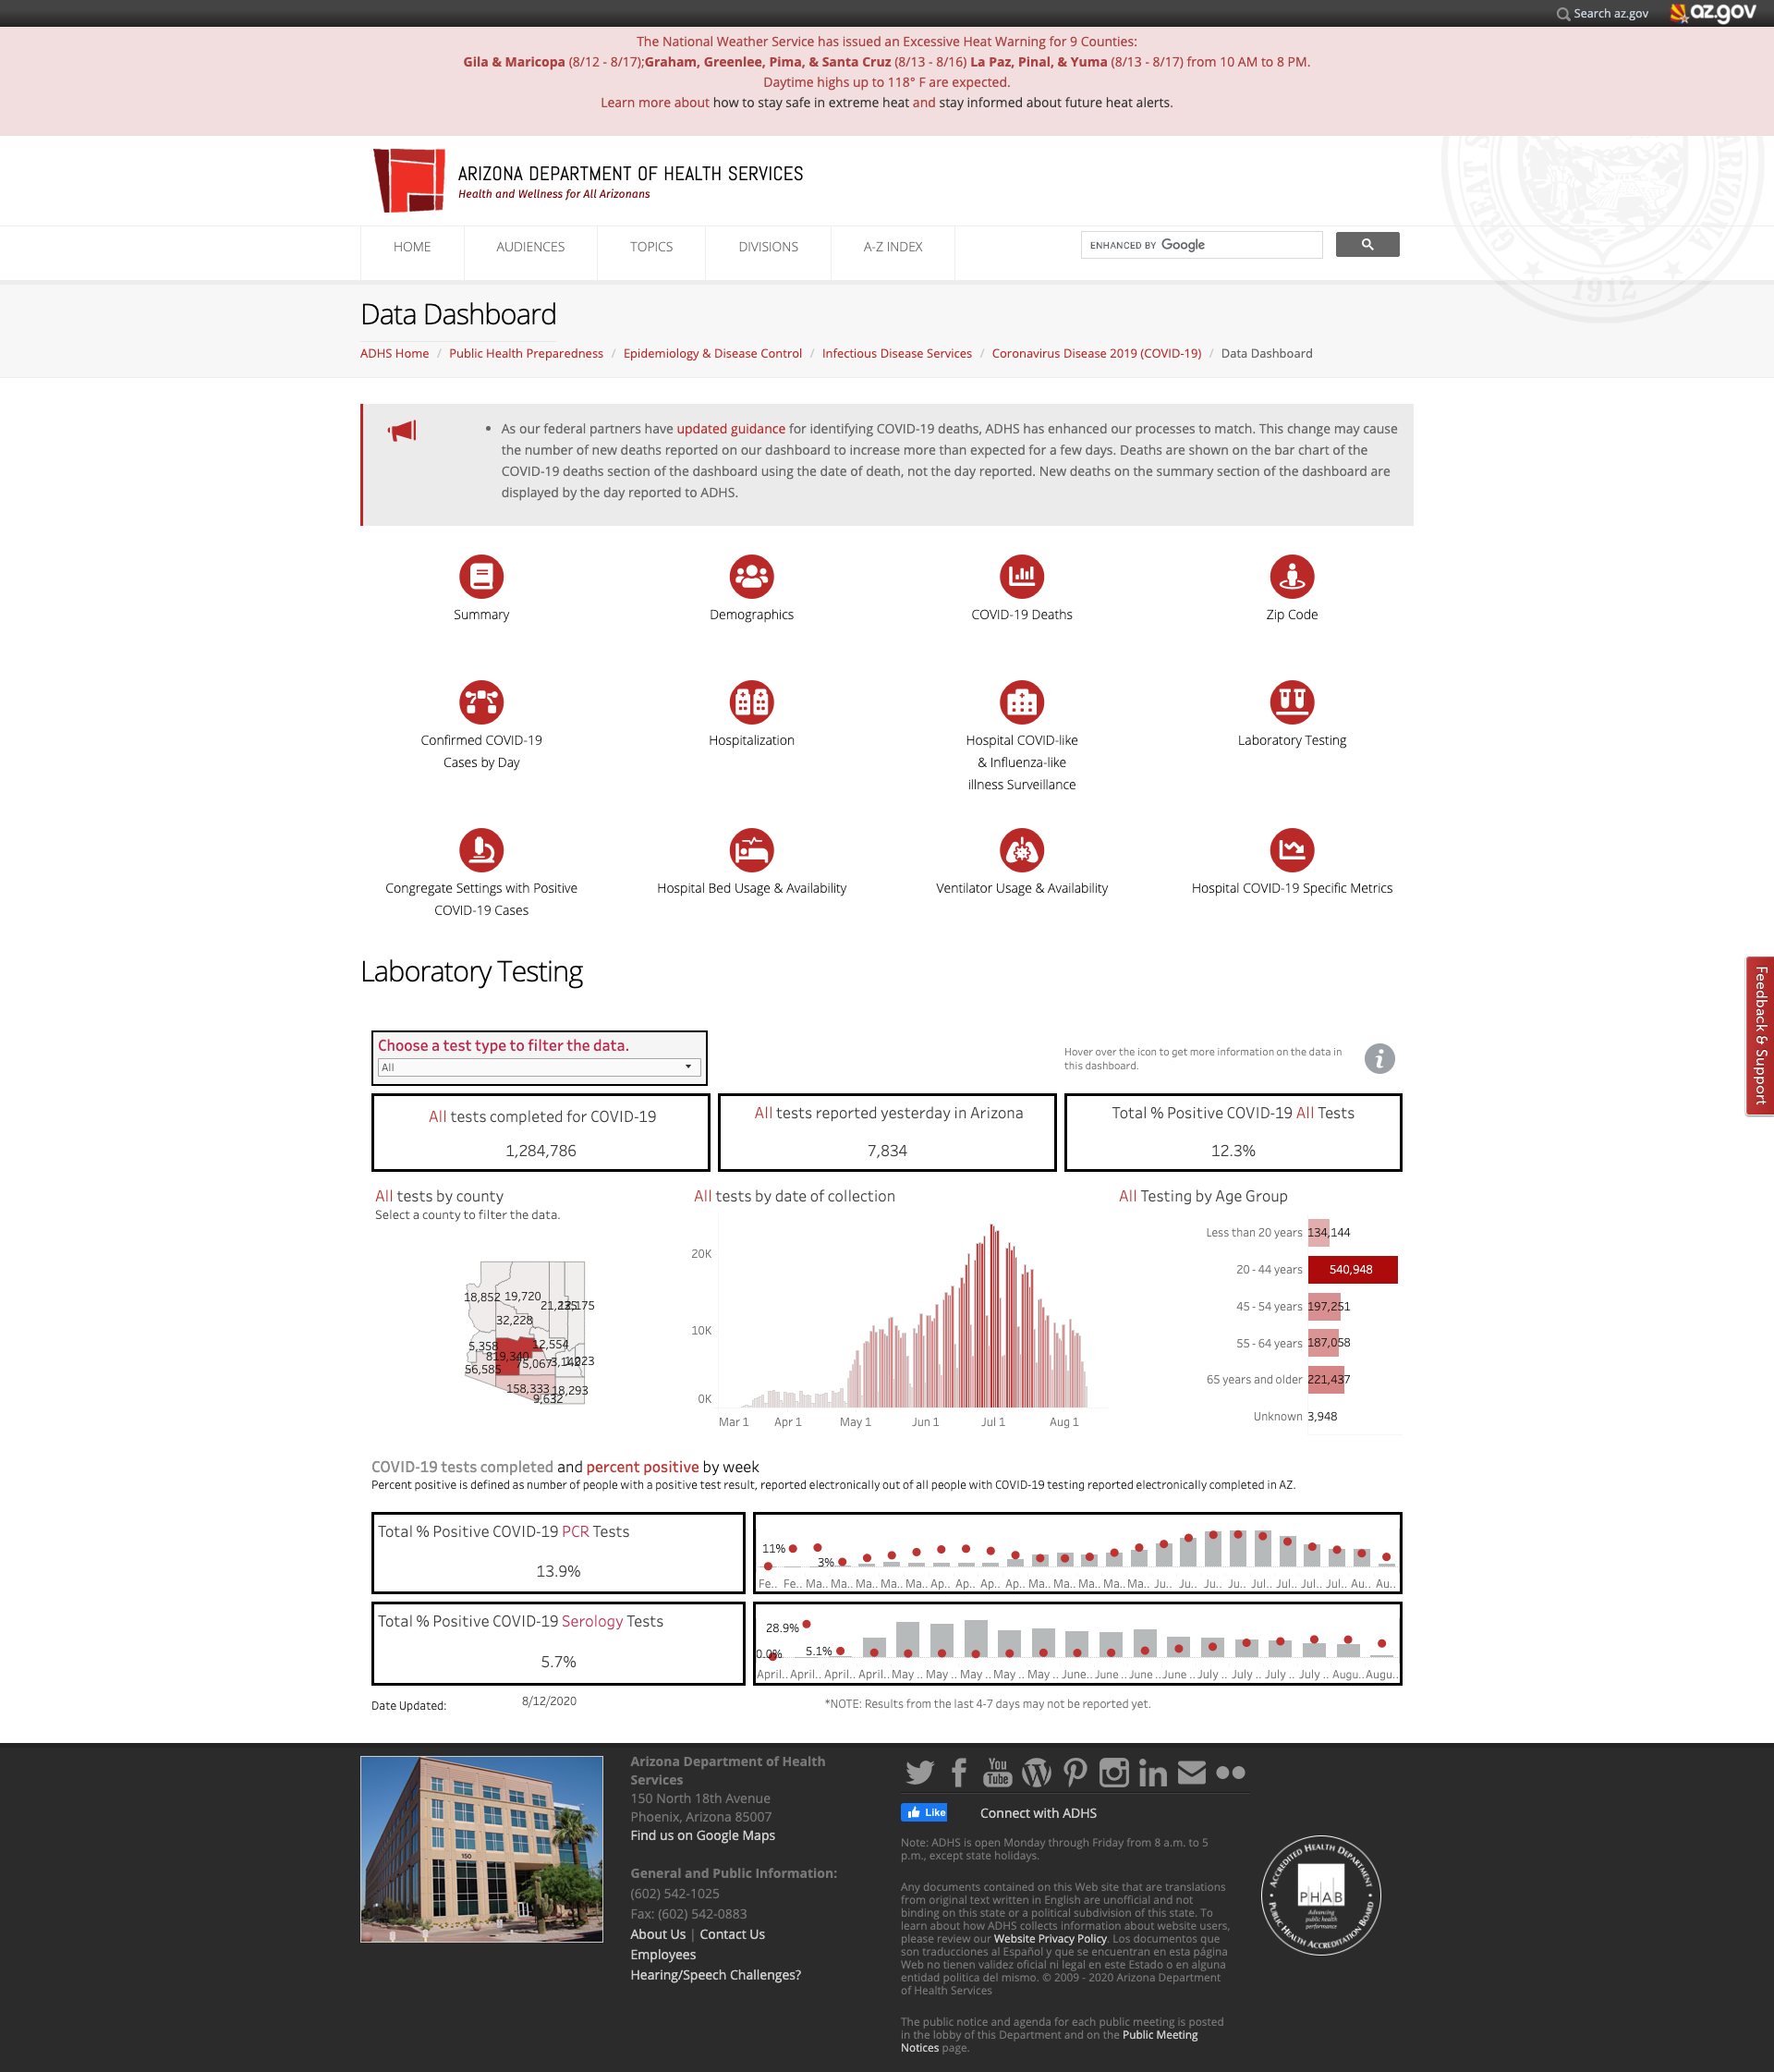 Search az.gov
az.gov
The National Weather Service has issued an Excessive Heat Warning for 9 Counties:
Gila & Maricopa (8/12 - 8/17);Graham, Greenlee, Pima, & Santa Cruz (8/13 - 8/16) La Paz, Pinal, & Yuma (8/13 - 8/17) from 10 AM to 8 PM.
Daytime highs up to 118° F are expected.
Learn more about how to stay safe in extreme heat and stay informed about future heat alerts.
ARIZONA DEPARTMENT OF HEALTH SERVICES
Health and Wellness for All Arizonans
HOME
AUDIENCES
TOPICS
DIVISIONS
A-Z INDEX
ENHANCED BY Google
1912
Data Dashboard
ADHS Home / Public Health Preparedness / Epidemiology & Disease Control / Infectious Disease Services / Coronavirus Disease 2019 (COVID-19) / Data Dashboard
• As our federal partners have updated guidance for identifying COVID-19 deaths, ADHS has enhanced our processes to match. This change may cause
the number of new deaths reported on our dashboard to increase more than expected for a few days. Deaths are shown on the bar chart of the
COVID-19 deaths section of the dashboard using the date of death, not the day reported. New deaths on the summary section of the dashboard are
displayed by the day reported to ADHS.
Summary
Demographics
COVID-19 Deaths
Zip Code
Confirmed COVID-19
Cases by Day
Hospitalization
Hospital COVID-like
& Influenza-like
illness Surveillance
Laboratory Testing
Congregate Settings with Positive
COVID-19 Cases
Hospital Bed Usage & Availability
Ventilator Usage & Availability
Hospital COVID-19 Specific Metrics
Feedback & Support
Laboratory Testing
Choose a test type to filter the data.
All
Hover over the icon to get more information on the data in
this dashboard.
All tests completed for COVID-19
1,284,786
All tests reported yesterday in Arizona
7,834
Total % Positive COVID-19 All Tests
12.3%
All tests by county
Select a county to filter the data.
18,852
19,720
32,228
5,358
12,554
819,340
75,067
56,585
158,333
18,293
9,632
All tests by date of collection
20K
10K
0K
Mar 1
Apr 1
May 1
Jun 1
Jul 1
Aug 1
All Testing by Age Group
Less than 20 years 134,144
20 - 44 years 540,948
45 - 54 years 197,251
55 - 64 years 187,058
65 years and older 221,437
Unknown 3,948
COVID-19 tests completed and percent positive by week
Percent positive is defined as number of people with a positive test result, reported electronically out of all people with COVID-19 testing reported electronically completed in AZ.
Total % Positive COVID-19 PCR Tests
13.9%
11%
3%
Fe.. Fe.. Ma.. Ma.. Ma.. Ma.. Ma.. Ap.. Ap.. Ap.. Ap.. Ma.. Ma.. Ma.. Ma.. Ma.. Ju.. Ju.. Ju.. Ju.. Jul.. Jul.. Jul.. Jul.. Au.. Au..
Total % Positive COVID-19 Serology Tests
5.7%
28.9%
0.0%
5.1%
April.. April.. April.. April.. May .. May .. May .. May .. May .. June.. June .. June .. June .. July .. July .. July .. July .. Augu.. Augu..
Date Updated:
8/12/2020
*NOTE: Results from the last 4-7 days may not be reported yet.
Arizona Department of Health
Services
150 North 18th Avenue
Phoenix, Arizona 85007
Find us on Google Maps
General and Public Information:
(602) 542-1025
Fax: (602) 542-0883
About Us | Contact Us
Employees
Hearing/Speech Challenges?
You
Tube
Like
Connect with ADHS
Note: ADHS is open Monday through Friday from 8 a.m. to 5
p.m., except state holidays.
Any documents contained on this Web site that are translations
from original text written in English are unofficial and not
binding on this state or a political subdivision of this state. To
learn about how ADHS collects information about website users,
please review our Website Privacy Policy. Los documentos que
son traducciones al Español y que se encuentran en esta página
Web no tienen validez oficial ni legal en este Estado o en alguna
entidad politica del mismo. © 2009 - 2020 Arizona Department
of Health Services
The public notice and agenda for each public meeting is posted
in the lobby of this Department and on the Public Meeting
Notices page.
ACCREDITED HEALTH DEPARTMENT
PHAB
Advancing
public health
performance
PUBLIC HEALTH ACCREDITATION BOARD